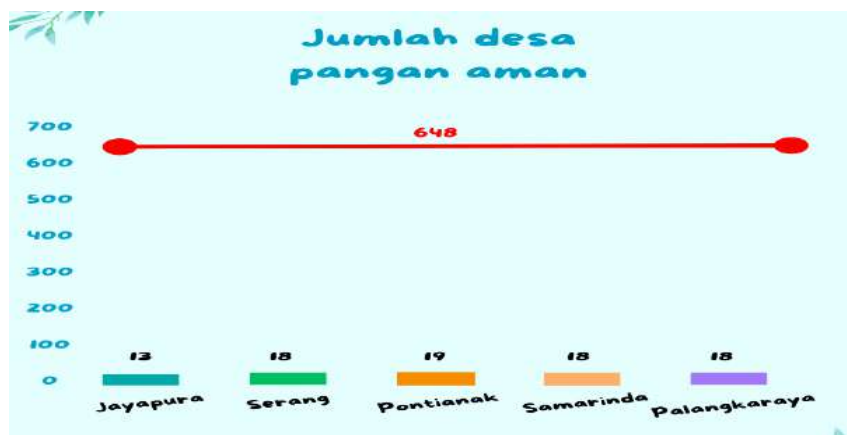 Jumlah desa
pangan aman
700
648
600
500
400
300
200
100
13 18 19 18 18
0
Jayapura Serang Pontianak Samarinda Palangkaraya